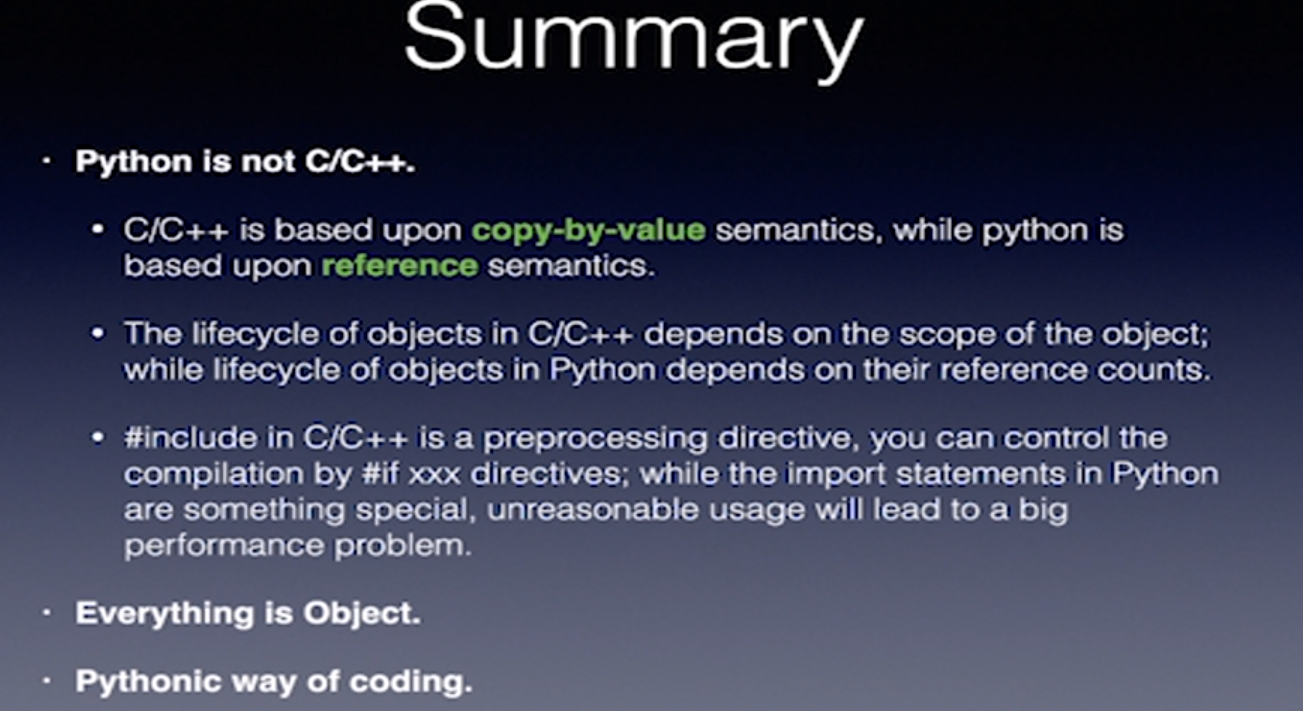 Summary
· Python is not C/C++.
• C/C++ is based upon copy-by-value semantics, while python is
based upon reference semantics.
• The lifecycle of objects in C/C++ depends on the scope of the object;
while lifecycle of objects in Python depends on their reference counts.
• #include in C/C++ is a preprocessing directive, you can control the
compilation by #if xxx directives; while the import statements in Python
are something special, unreasonable usage will lead to a big
performance problem.
· Everything is Object.
· Pythonic way of coding.